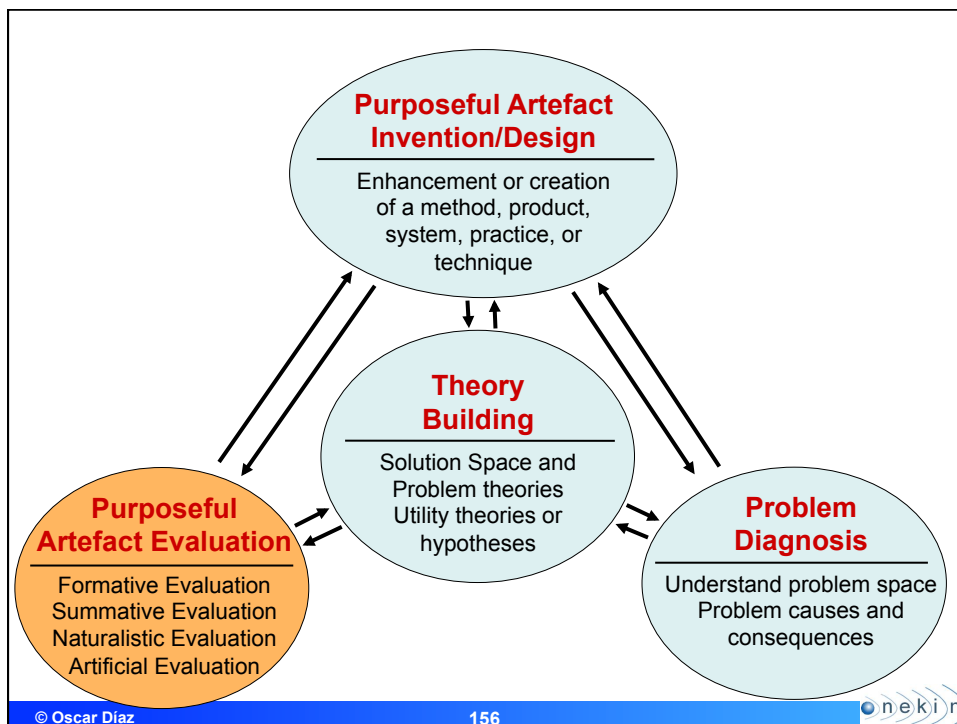 Purposeful Artefact
Invention/Design
Enhancement or creation
of a method, product,
system, practice, or
technique
Theory
Building
Solution Space and
Problem theories
Utility theories or
hypotheses
Purposeful
Artefact Evaluation
Formative Evaluation
Summative Evaluation
Naturalistic Evaluation
Artificial Evaluation
Problem
Diagnosis
Understand problem space
Problem causes and
consequences
© Oscar Díaz
156
onekin